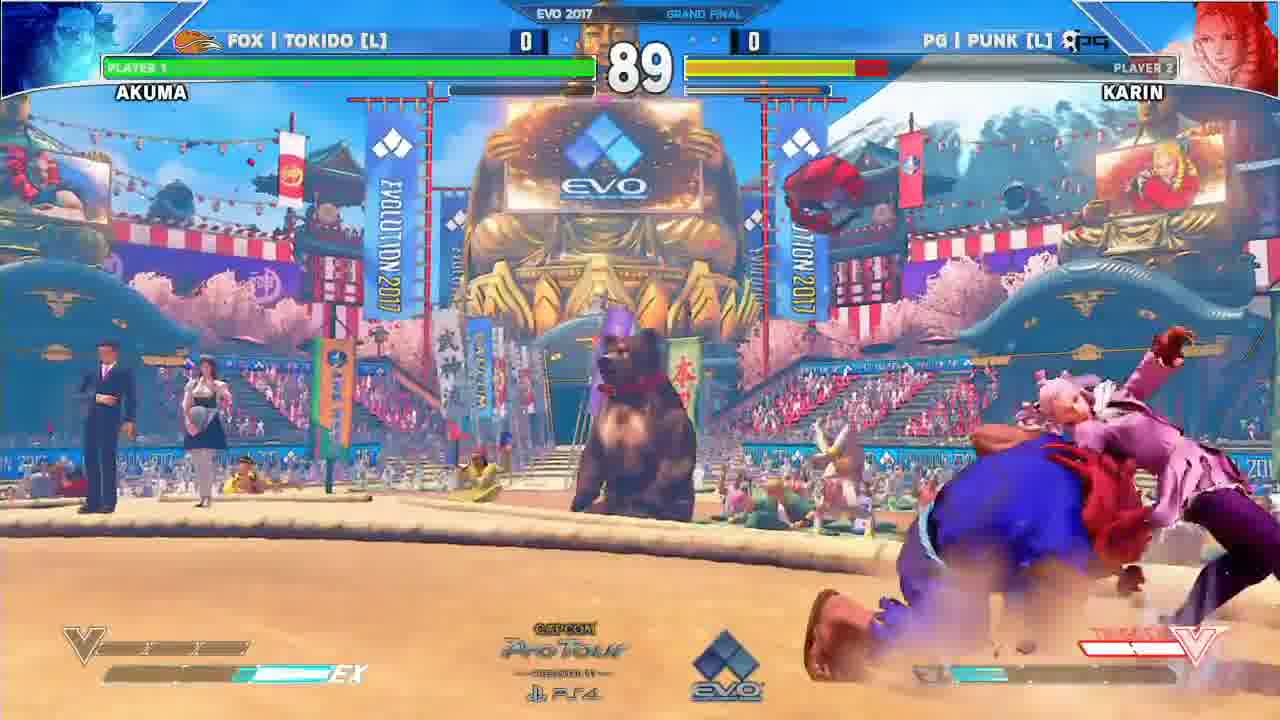 EVO 2017 GRAND FINAL
FOX | TOKIDO [L] 0 89 0 PG | PUNK [L]
PLAYER 1 PLAYER 2
AKUMA KARIN
EVO
EVOLUTION 2017
2017
本
EX
CAPCOM
Pro Tour
PS4
EVO